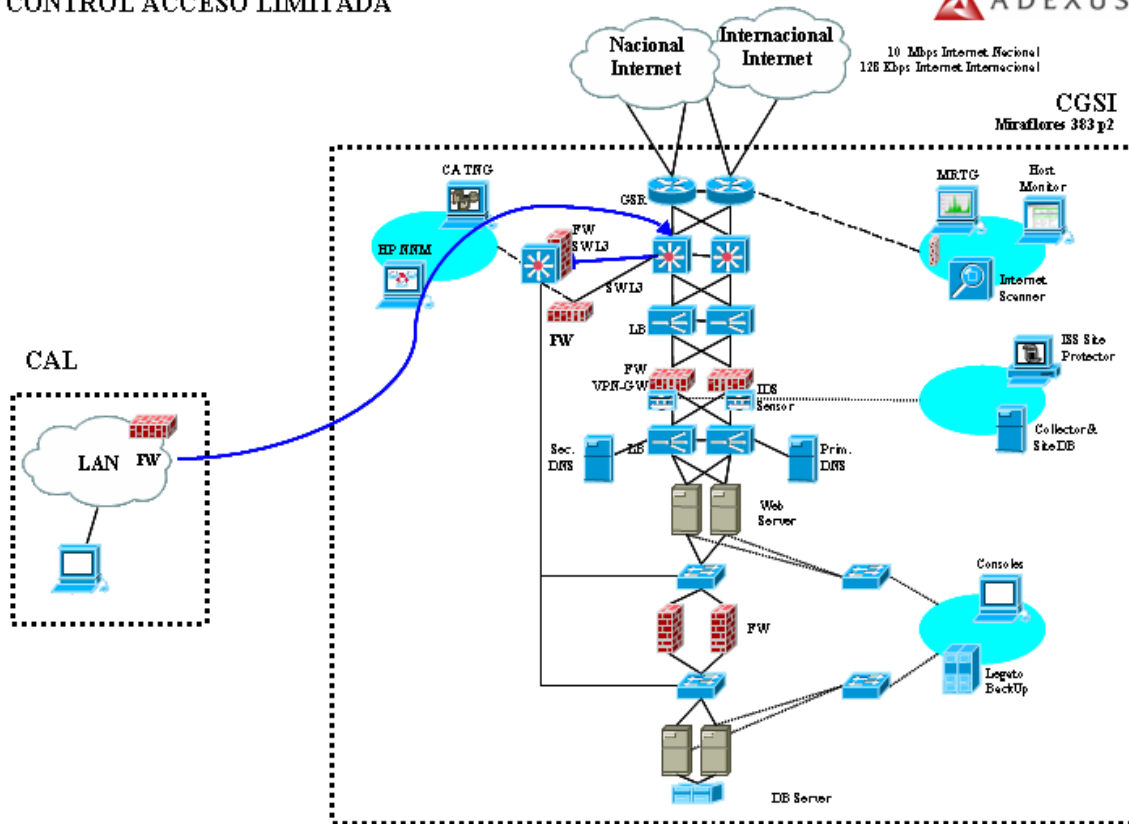 CONTROL ACCESO LIMITADA
ADEXUS
Nacional
Internet
Internacional
Internet
10 Mbps Internet Nacional
128 Kbps Internet Internacional
CGSI
Miraflores 383 p2
CA TNG
GSR
MRTG
Host
Monitor
HP NNM
FW
SWL3
SWL3
Internet
Scanner
LB
FW
CAL
FW
VPN-GW
IDS
Sensor
ISS Site
Protector
LAN
FW
Sec.
DNS
LB
Prim.
DNS
Collector &
SiteDB
Web
Server
Consoles
FW
Legato
BackUp
DB Server